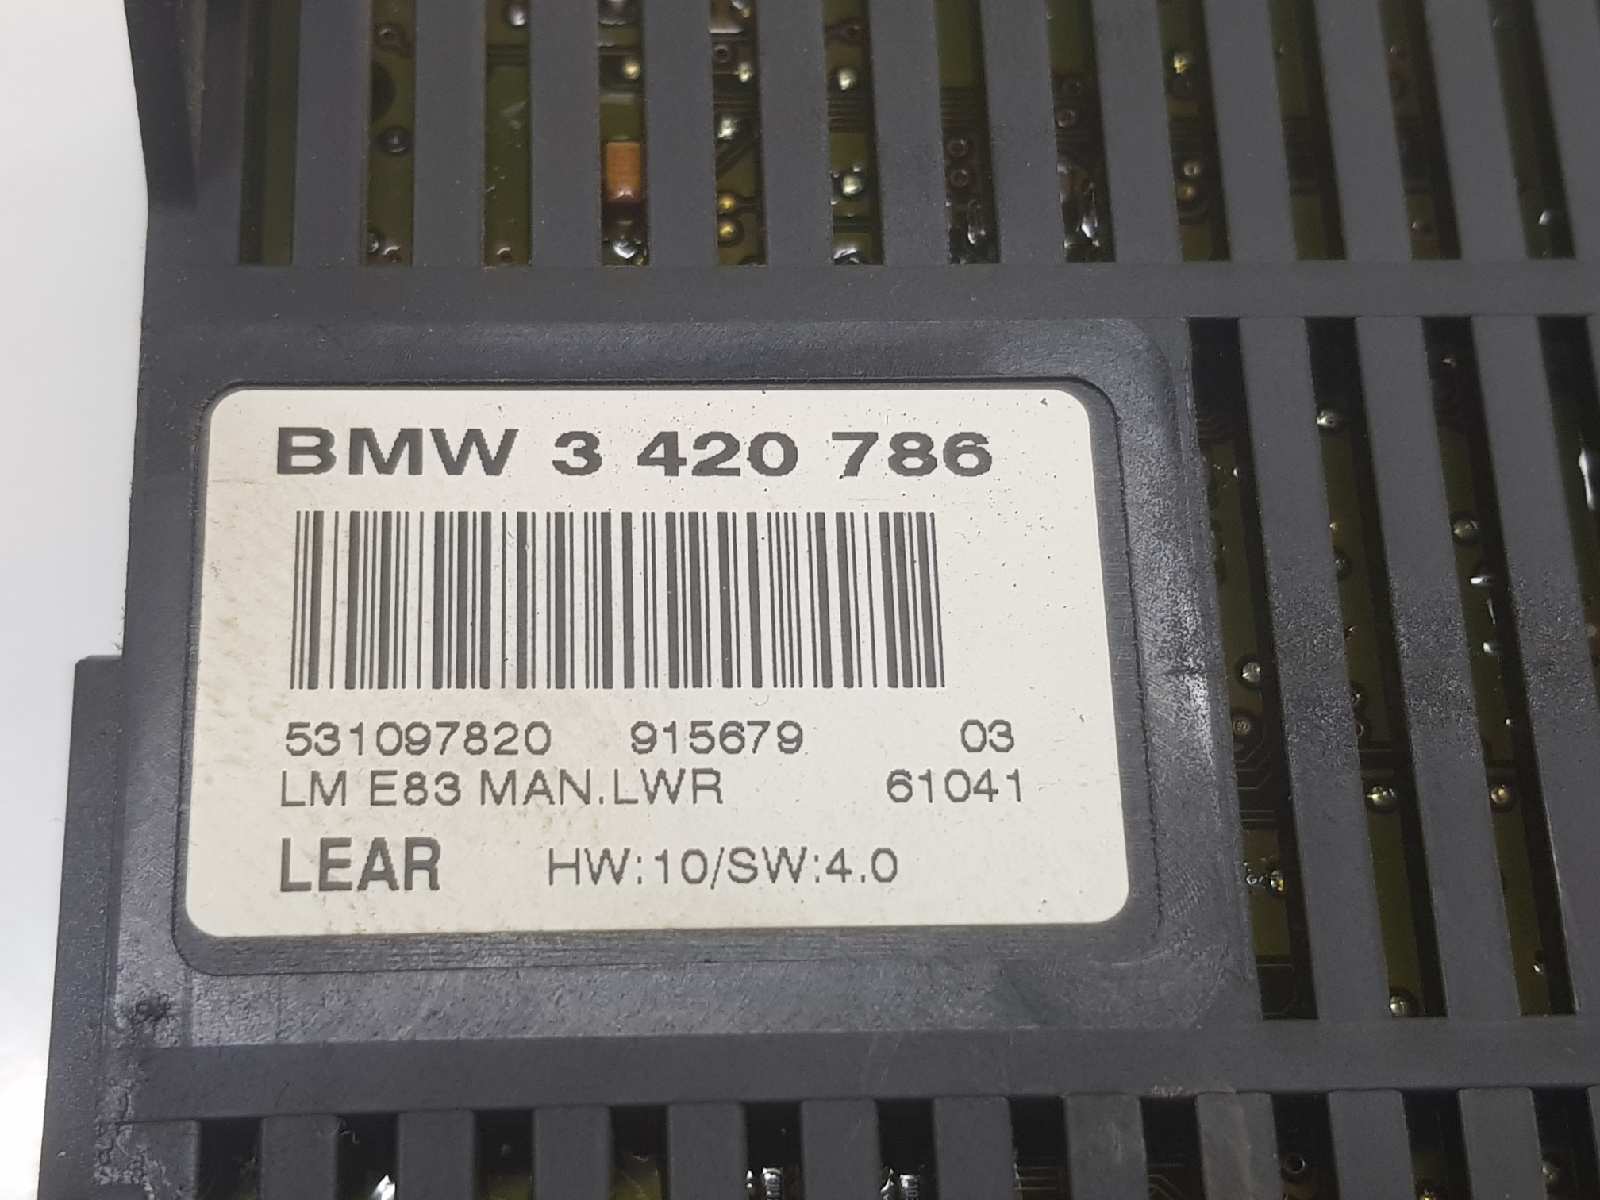 BMW 3 420 786
531097820 915679 03
LM E83 MAN.LWR 61041
LEAR HW:10/SW:4.0